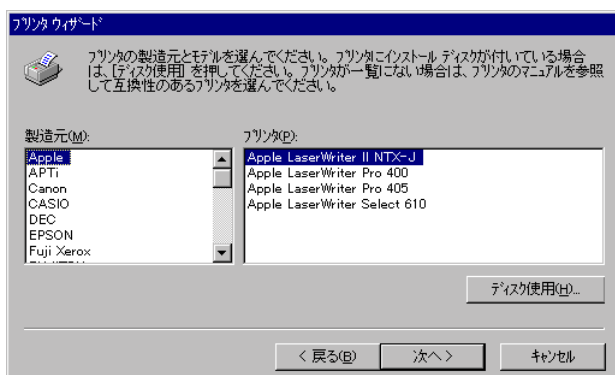 プリンタ ウィザード
プリンタの製造元とモデルを選んでください。プリンタにインストール ディスクが付いている場合
は、[ディスク使用] を押してください。プリンタが一覧にない場合は、プリンタのマニュアルを参照
して互換性のあるプリンタを選んでください。
製造元(M):
プリンタ(P):
Apple
APTi
Canon
CASIO
DEC
EPSON
Fuji Xerox
Apple LaserWriter II NTX-J
Apple LaserWriter Pro 400
Apple LaserWriter Pro 405
Apple LaserWriter Select 610
ディスク使用(H)...
< 戻る(B)
次へ >
キャンセル